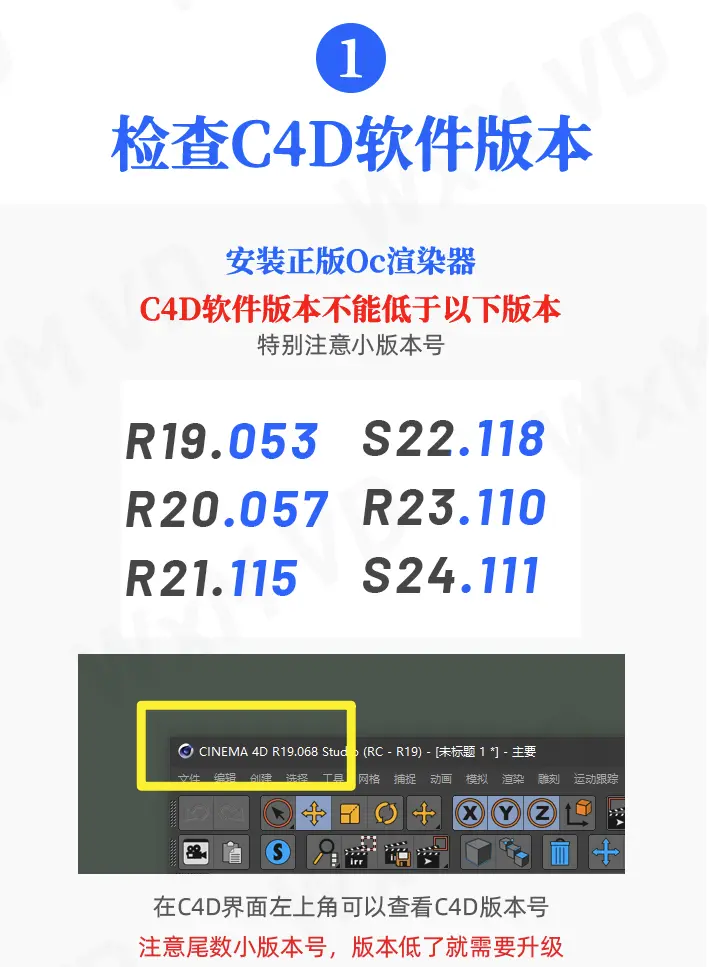 1
检查C4D软件版本
安装正版Oc渲染器
C4D软件版本不能低于以下版本
特别注意小版本号
R19.053 S22.118
R20.057 R23.110
R21.115 S24.111
CINEMA 4D R19.068 Studio (RC - R19) - [未标题 1 *] - 主要
文件 编辑 创建 选择 工具 网格 捕捉 动画 模拟 渲染 雕刻 运动跟踪
X Y Z
S irr
在C4D界面左上角可以查看C4D版本号
注意尾数小版本号，版本低了就需要升级
WxM VD